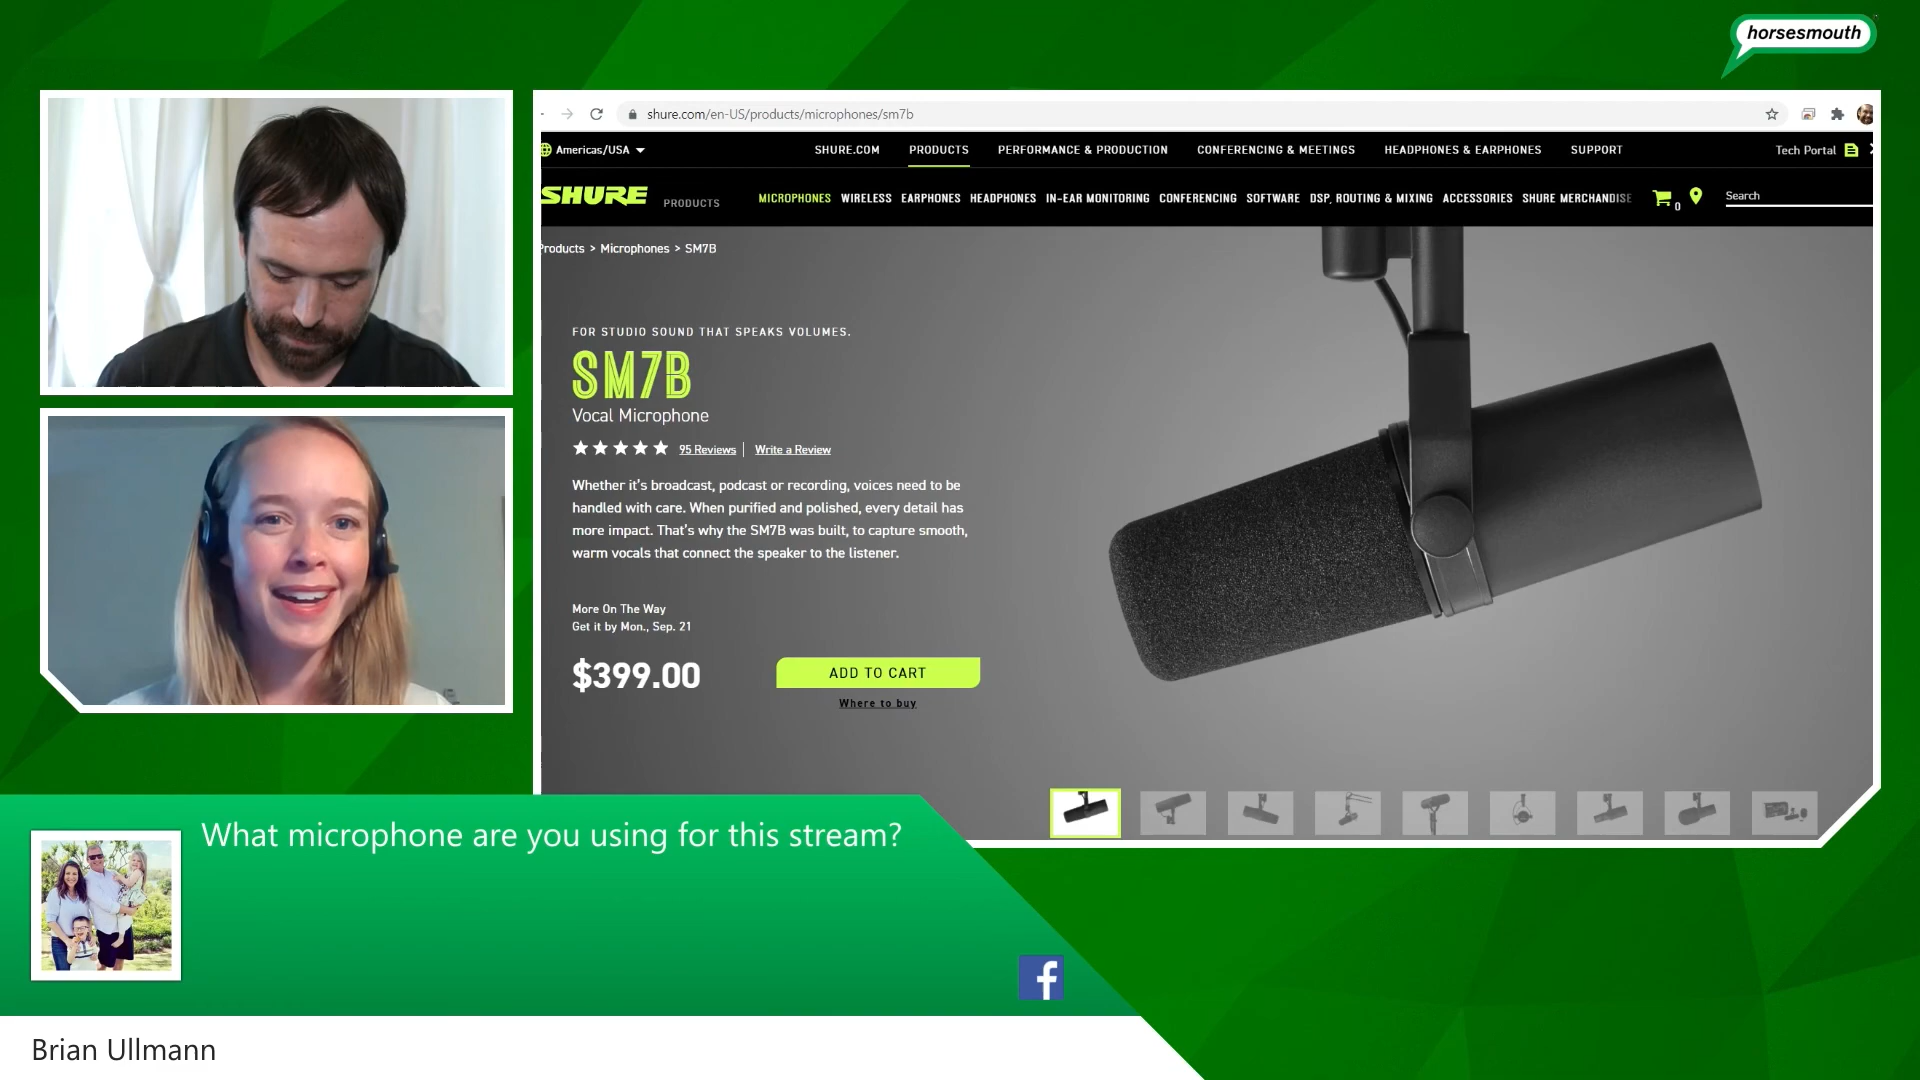 horsesmouth
shure.com/en-US/products/microphones/sm7b
Americas/USA
SHURE.COM PRODUCTS PERFORMANCE & PRODUCTION CONFERENCING & MEETINGS HEADPHONES & EARPHONES SUPPORT
Tech Portal
SHURE PRODUCTS
MICROPHONES WIRELESS EARPHONES HEADPHONES IN-EAR MONITORING CONFERENCING SOFTWARE DSP, ROUTING & MIXING ACCESSORIES SHURE MERCHANDISE
0
Search
Products > Microphones > SM7B
FOR STUDIO SOUND THAT SPEAKS VOLUMES.
SM7B
Vocal Microphone
95 Reviews | Write a Review
Whether it's broadcast, podcast or recording, voices need to be
handled with care. When purified and polished, every detail has
more impact. That's why the SM7B was built, to capture smooth,
warm vocals that connect the speaker to the listener.
More On The Way
Get it by Mon., Sep. 21
$399.00
ADD TO CART
Where to buy
What microphone are you using for this stream?
f
Brian Ullmann